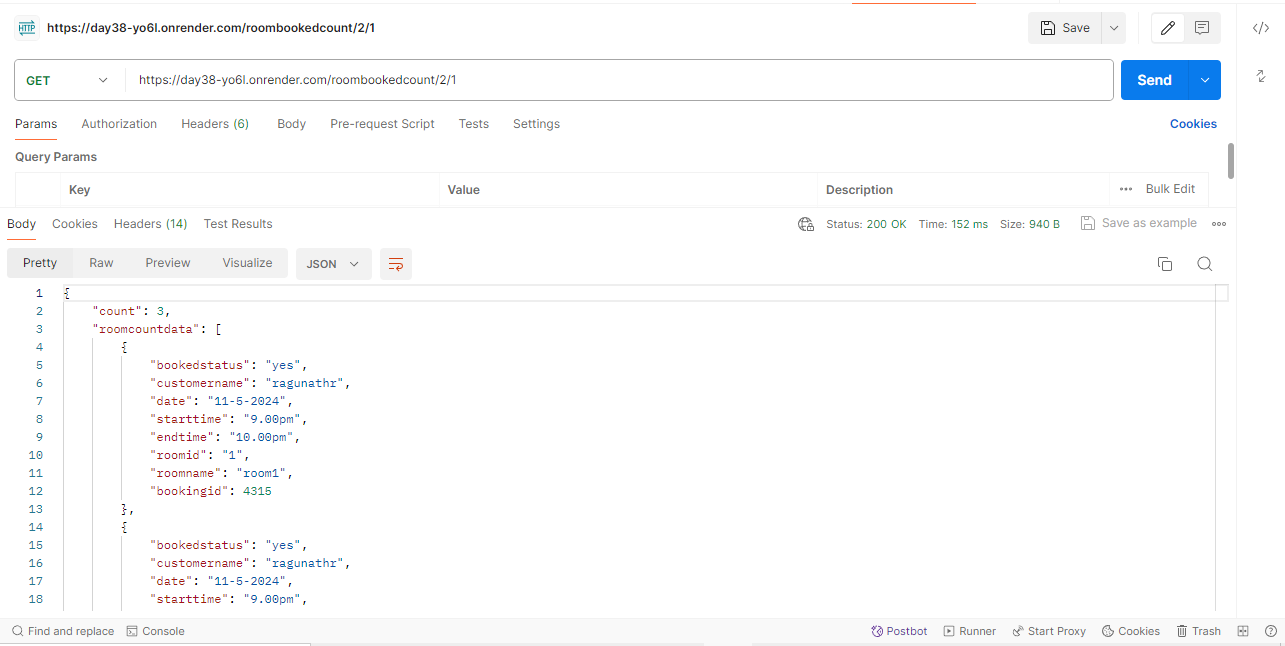 HTTP https://day38-yo6l.onrender.com/roombookedcount/2/1 Save
GET https://day38-yo6l.onrender.com/roombookedcount/2/1 Send
Params Authorization Headers (6) Body Pre-request Script Tests Settings Cookies
Query Params
Key Value Description Bulk Edit
Body Cookies Headers (14) Test Results Status: 200 OK Time: 152 ms Size: 940 B Save as example
Pretty Raw Preview Visualize JSON
1 {
2 "count": 3,
3 "roomcountdata": [
4 {
5 "bookedstatus": "yes",
6 "customername": "ragunathr",
7 "date": "11-5-2024",
8 "starttime": "9.00pm",
9 "endtime": "10.00pm",
10 "roomid": "1",
11 "roomname": "room1",
12 "bookingid": 4315
13 },
14 {
15 "bookedstatus": "yes",
16 "customername": "ragunathr",
17 "date": "11-5-2024",
18 "starttime": "9.00pm",
Find and replace Console Postbot Runner Start Proxy Cookies Trash